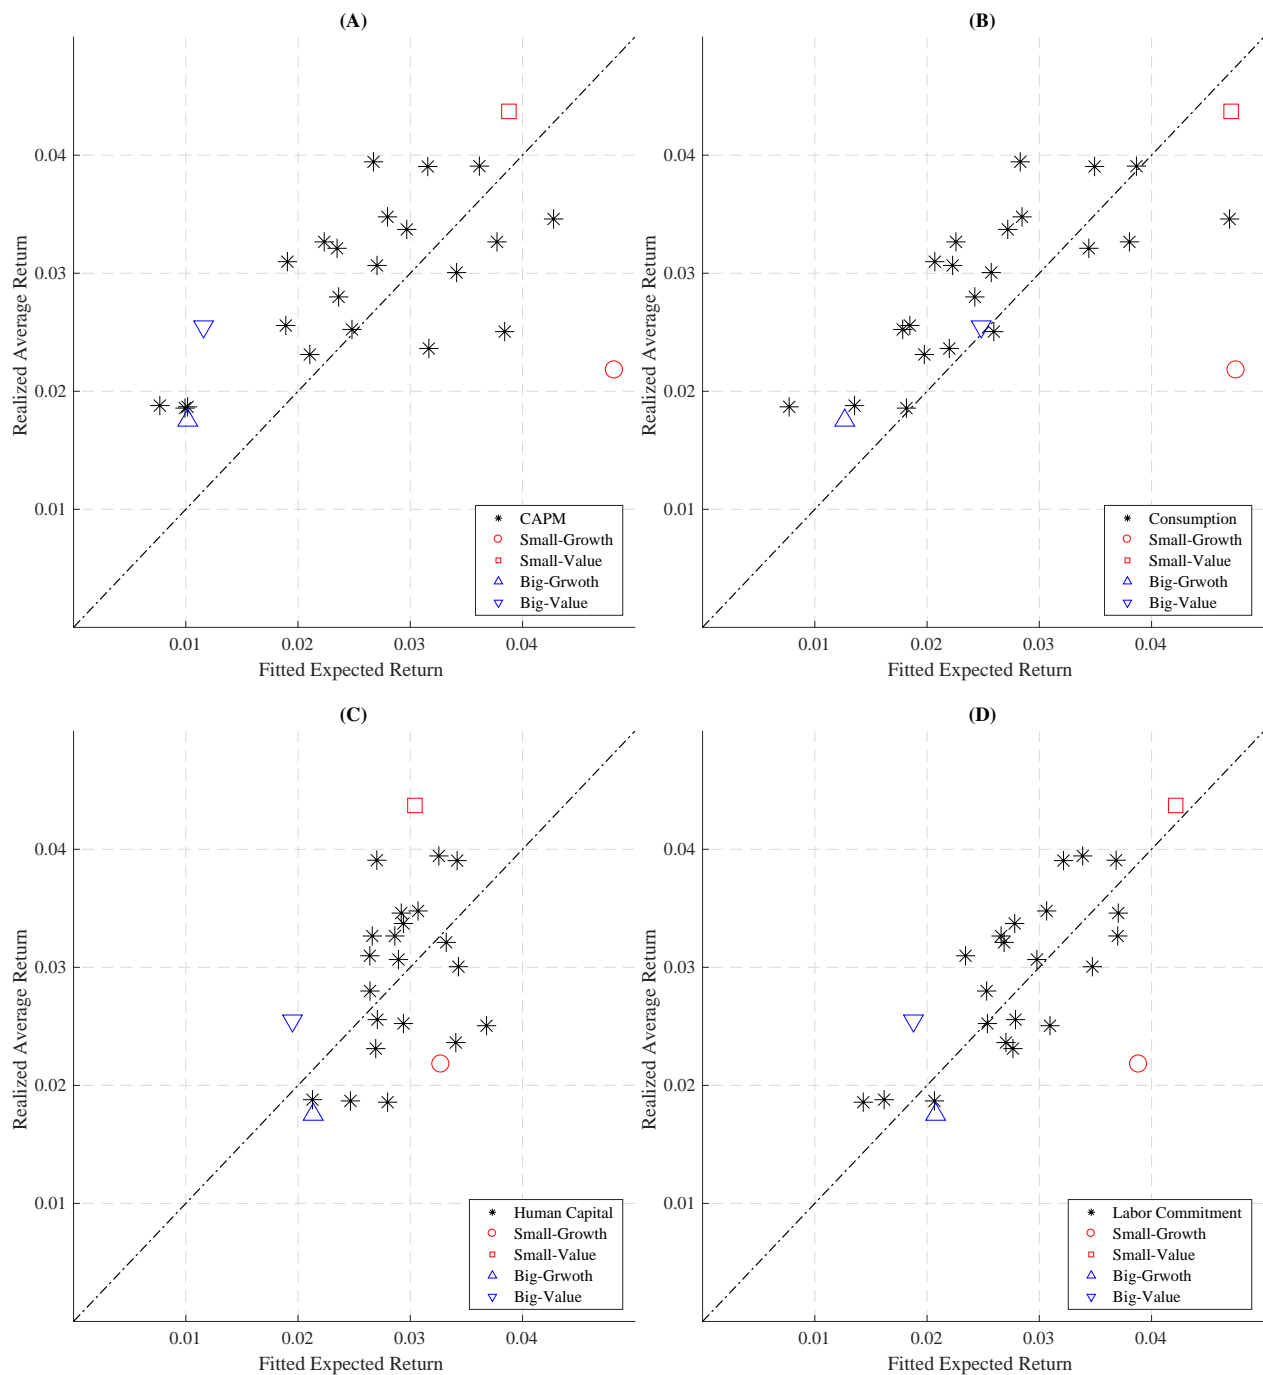 (A)
Realized Average Return
0.04
0.03
0.02
0.01
CAPM
Small-Growth
Small-Value
Big-Grwoth
Big-Value
0.01 0.02 0.03 0.04
Fitted Expected Return
(B)
Realized Average Return
0.04
0.03
0.02
0.01
Consumption
Small-Growth
Small-Value
Big-Grwoth
Big-Value
0.01 0.02 0.03 0.04
Fitted Expected Return
(C)
Realized Average Return
0.04
0.03
0.02
0.01
Human Capital
Small-Growth
Small-Value
Big-Grwoth
Big-Value
0.01 0.02 0.03 0.04
Fitted Expected Return
(D)
Realized Average Return
0.04
0.03
0.02
0.01
Labor Commitment
Small-Growth
Small-Value
Big-Grwoth
Big-Value
0.01 0.02 0.03 0.04
Fitted Expected Return